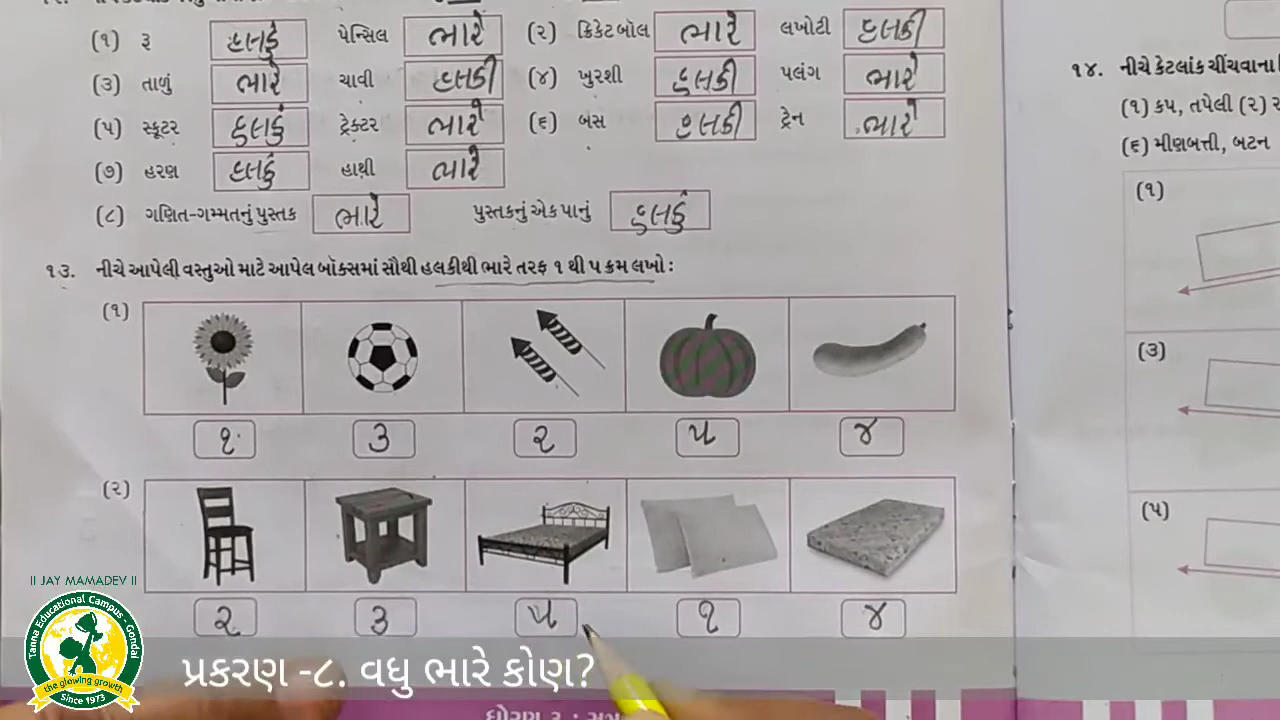 (૧) રૂ હલકું પેન્સિલ ભારે (૨) ક્રિકેટ બૉલ ભારે લખોટી હલકી
(૩) તાળું ભારે ચાવી હલકી (૪) ખુરશી હલકી પલંગ ભારે
(૫) સ્કૂટર હલકું ટ્રેક્ટર ભારે (૬) બસ હલકી ટ્રેન ભારે
(૭) હરણ હલકું હાથી ભારે
(૮) ગણિત-ગમ્મતનું પુસ્તક ભારે પુસ્તકનું એક પાનું હલકું
૧૩. નીચે આપેલી વસ્તુઓ માટે આપેલ બૉક્સમાં સૌથી હલકીથી ભારે તરફ ૧ થી ૫ ક્રમ લખો :
(૧)
૧ ૩ ૨ ૫ ૪
(૨)
૨ ૩ ૫ ૧ ૪
૧૪. નીચે કેટલાંક ચીંચવાના
(૧) કપ, તપેલી (૨)
(૬) મીણબત્તી, બટન
(૧)
(૩)
(૫)
॥ JAY MAMADEV ॥
Tanna Educational Campus - Gondal
the glowing growth
Since 1973
પ્રકરણ -૮. વધુ ભારે કોણ?